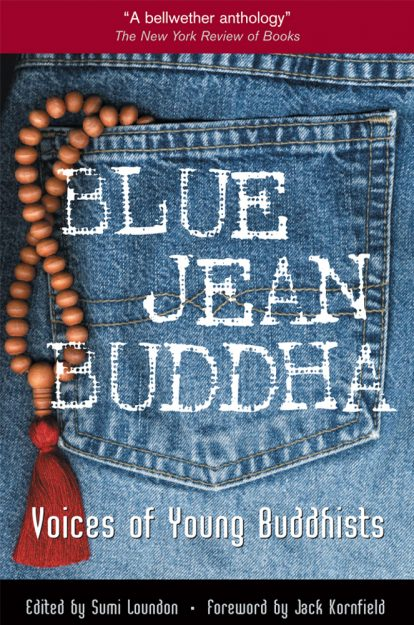 “A bellwether anthology”
The New York Review of Books
BLUE
JEAN
BUDDHA
Voices of Young Buddhists
Edited by Sumi Loundon • Foreword by Jack Kornfield